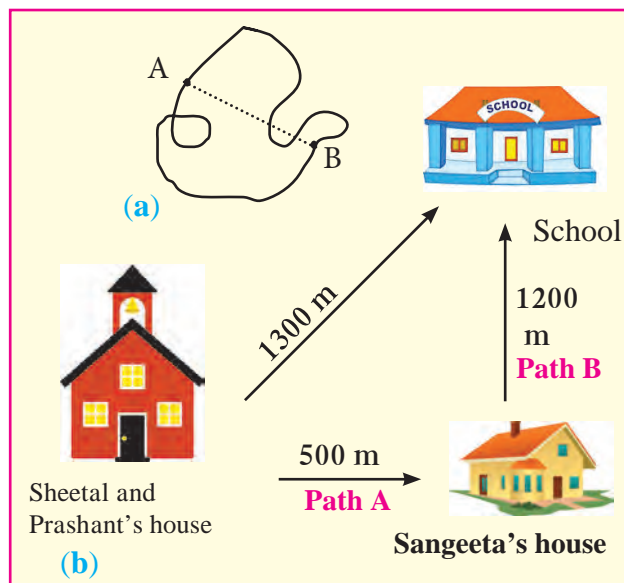 A
B
(a)
SCHOOL
School
1300 m
1200
m
Path B
500 m
Path A
Sheetal and
Prashant's house
Sangeeta's house
(b)